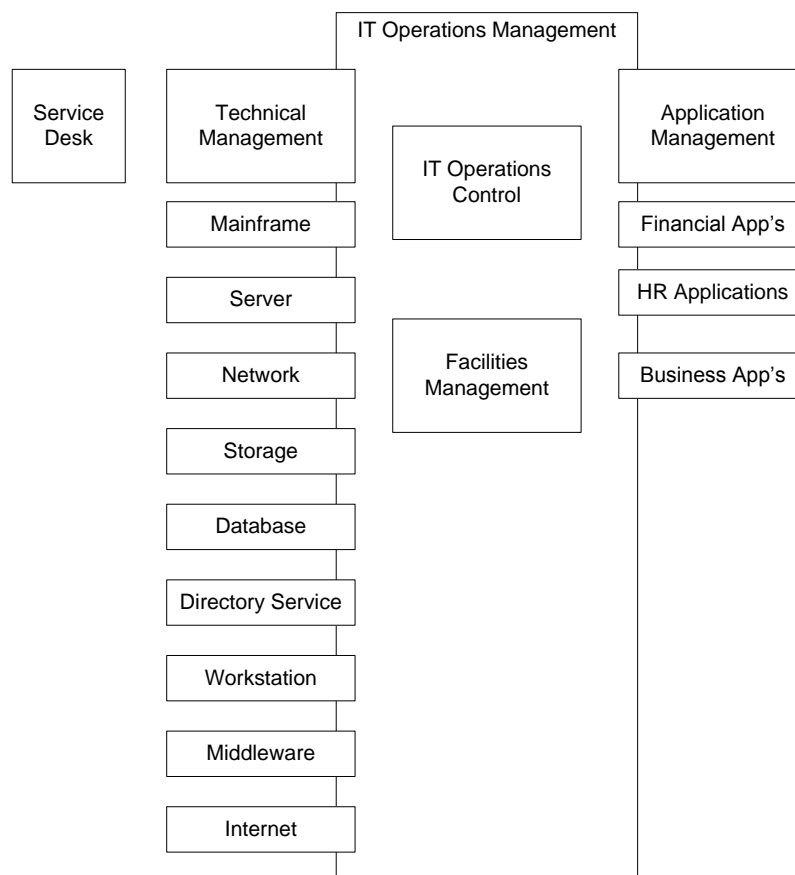 IT Operations Management
Service
Desk
Technical
Management
Mainframe
Server
Network
Storage
Database
Directory Service
Workstation
Middleware
Internet
IT Operations
Control
Facilities
Management
Application
Management
Financial App’s
HR Applications
Business App’s